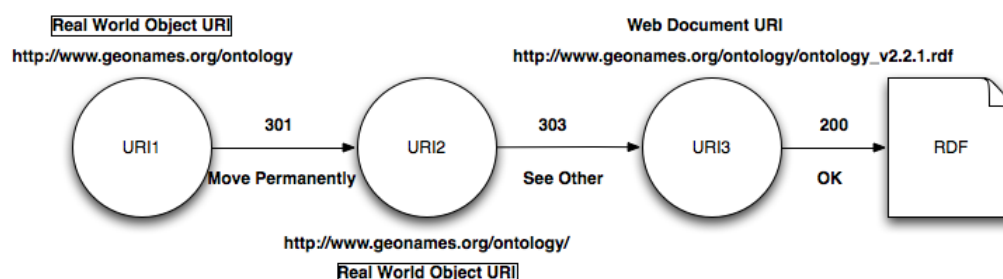 Real World Object URI
http://www.geonames.org/ontology
Web Document URI
http://www.geonames.org/ontology/ontology_v2.2.1.rdf
URI1
301
Move Permanently
URI2
303
See Other
URI3
200
OK
RDF
http://www.geonames.org/ontology/
Real World Object URI